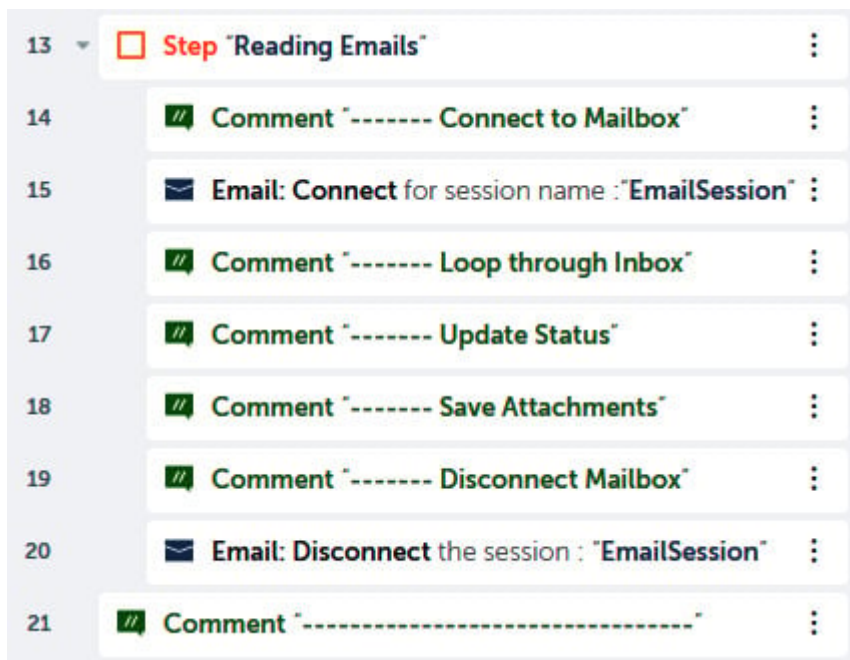 13 Step "Reading Emails"
14 Comment "------- Connect to Mailbox"
15 Email: Connect for session name :"EmailSession"
16 Comment "------- Loop through Inbox"
17 Comment "------- Update Status"
18 Comment "------- Save Attachments"
19 Comment "------- Disconnect Mailbox"
20 Email: Disconnect the session : "EmailSession"
21 Comment "---------------------------------"